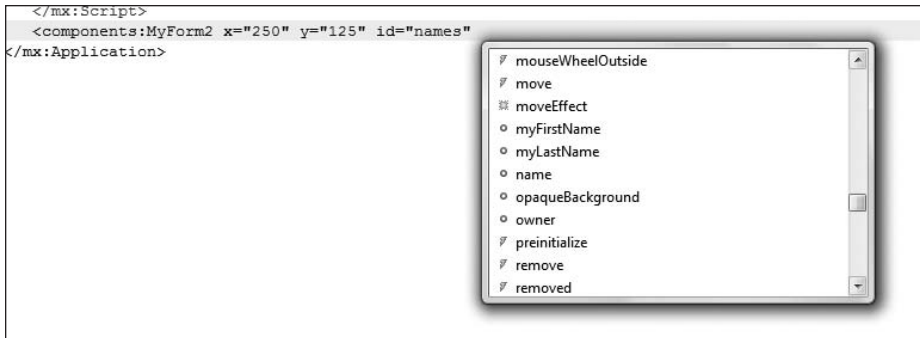 </mx:Script>
<components:MyForm2 x="250" y="125" id="names"
</mx:Application>
mouseWheelOutside
move
moveEffect
myFirstName
myLastName
name
opaqueBackground
owner
preinitialize
remove
removed